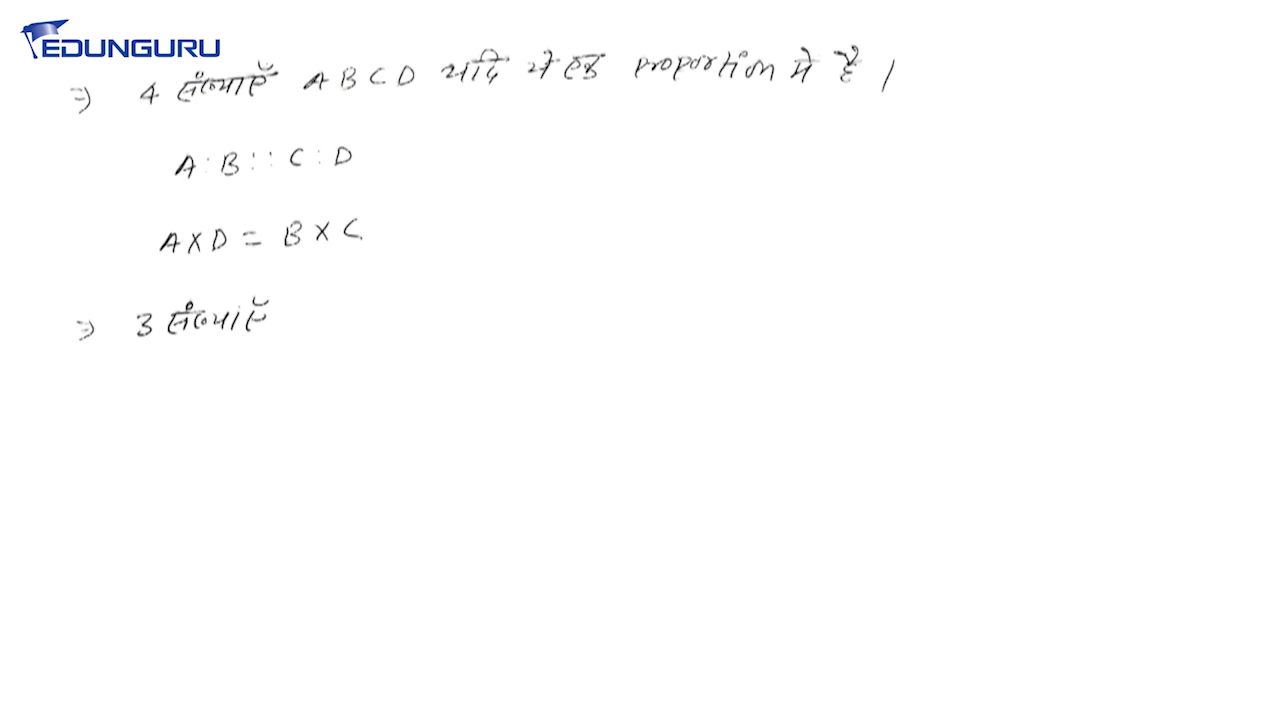 EDUNGURU
⇒ 4 संख्याएँ A B C D यदि ये एक proportion मे है ।
A : B :: C : D
A X D = B X C
⇒ 3 संख्याएँ